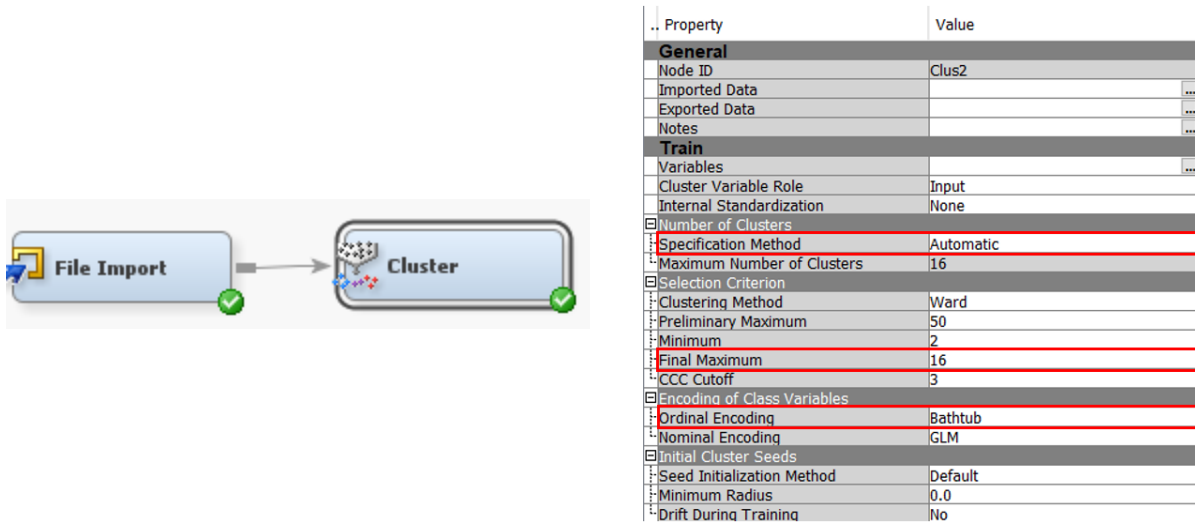 File Import
Cluster
.. Property Value
General
Node ID Clus2
Imported Data ...
Exported Data ...
Notes ...
Train
Variables ...
Cluster Variable Role Input
Internal Standardization None
Number of Clusters
Specification Method Automatic
Maximum Number of Clusters 16
Selection Criterion
Clustering Method Ward
Preliminary Maximum 50
Minimum 2
Final Maximum 16
CCC Cutoff 3
Encoding of Class Variables
Ordinal Encoding Bathtub
Nominal Encoding GLM
Initial Cluster Seeds
Seed Initialization Method Default
Minimum Radius 0.0
Drift During Training No